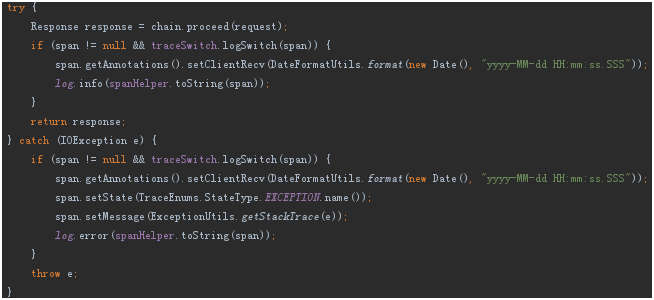 try {
    Response response = chain.proceed(request);
    if (span != null && traceSwitch.logSwitch(span)) {
        span.getAnnotations().setClientRecv(DateFormatUtils.format(new Date(), "yyyy-MM-dd HH:mm:ss.SSS"));
        log.info(spanHelper.toString(span));
    }
    return response;
} catch (IOException e) {
    if (span != null && traceSwitch.logSwitch(span)) {
        span.getAnnotations().setClientRecv(DateFormatUtils.format(new Date(), "yyyy-MM-dd HH:mm:ss.SSS"));
        span.setState(TraceEnums.StateType.EXCEPTION.name());
        span.setMessage(ExceptionUtils.getStackTrace(e));
        log.error(spanHelper.toString(span));
    }
    throw e;
}